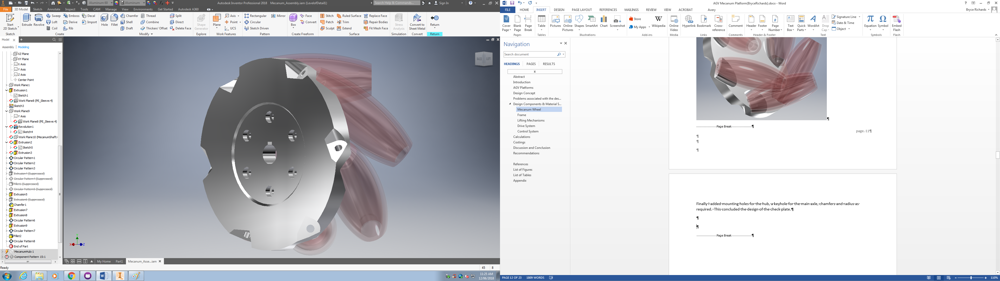 Aluminum 60
Aluminum
Autodesk Inventor Professional 2018 Mecanum_Assembly.iam (LevelofDetail1)
Search Help & Commands...
Sign In
File
3D Model
Sketch
Annotate
Inspect
Tools
CAM
Manage
View
Environments
Get Started
Autodesk A360
Start
2D Sketch
Sketch
Extrude
Revolve
Sweep
Emboss
Decal
Loft
Derive
Import
Coil
Rib
Create
Hole
Fillet
Chamfer
Thread
Split
Shell
Combine
Direct
Draft
Thicken/ Offset
Delete Face
Modify
Shape
Generator
Explore
Plane
Axis
Point
UCS
Work Features
Rectangular
Mirror
Circular
Sketch Driven
Pattern
Box
Face
Convert
Create Freeform
Stitch
Ruled Surface
Replace Face
Patch
Trim
Repair Bodies
Sculpt
Extend
Fit Mesh Face
Surface
Stress
Analysis
Simulation
Convert to
Sheet Metal
Convert
Return
Return
Model
Assembly
Modeling
XZ Plane
XY Plane
X Axis
Y Axis
Z Axis
Center Point
Work Plane1
Extrusion1
Sketch1
Work Plane8 (PE_Sleeve:4)
Sketch3
Work Plane9
Y Axis
Work Plane8 (PE_Sleeve:4)
Revolution1
Sketch4
Work Plane10 (MecanumShaft:
Extrusion2
Sketch5
Extrusion3
Circular Pattern1
Circular Pattern2
Circular Pattern3
Extrusion4 (Suppressed)
Circular Pattern4 (Suppressed)
Fillet1 (Suppressed)
Circular Pattern5 (Suppressed)
Extrusion5
Extrusion6 (Suppressed)
Chamfer1
Extrusion7
Extrusion8
Circular Pattern6
Extrusion9
Circular Pattern7
Fillet2
Circular Pattern8
End of Part
MecanumHub:1
Component Pattern 15:1
BACK
LEFT
Y
X
Z
My Home
Part1
Mecanum_Asse...iam
Ready
45
8
11:25 AM
12/06/2018
AGV Mecanum Platform(BryceRichards).docx - Word
FILE
HOME
INSERT
DESIGN
PAGE LAYOUT
REFERENCES
MAILINGS
REVIEW
VIEW
ACROBAT
Avery
Bryce Richards
Cover
Page
Blank
Page
Page
Break
Pages
Table
Tables
Pictures
Online
Pictures
Shapes
SmartArt
Chart
Screenshot
Illustrations
Store
My Apps
Wikipedia
Add-ins
Online
Video
Media
Hyperlink
Bookmark
Cross-
reference
Links
Comment
Comments
Header
Footer
Page
Number
Header & Footer
Text
Box
Quick
Parts
WordArt
Drop
Cap
Signature Line
Date & Time
Object
Text
Equation
Symbol
Symbols
Embed
Flash
Flash
Navigation
Search document
HEADINGS
PAGES
RESULTS
Abstract
Introduction
AGV Platforms
Design Concept
Problems associated with the des...
Design Components & Material S...
Mecanum Wheel
Frame
Lifting Mechanisms
Drive System
Control System
Calculations
Costings
Discussion and Conclusion
Recommendations
References
List of Figures
List of Tables
Appendix
¶
Page Break ¶
page.·11¶
¶
¶
¶
Finally·I·added·mounting·holes·for·the·hub,·a·keyhole·for·the·main·axle,·chamfers·and·radius·as·
required.··This·concluded·the·design·of·the·check·plate.¶
¶
¶
Page Break ¶
PAGE 12 OF 23
1809 WORDS
110%